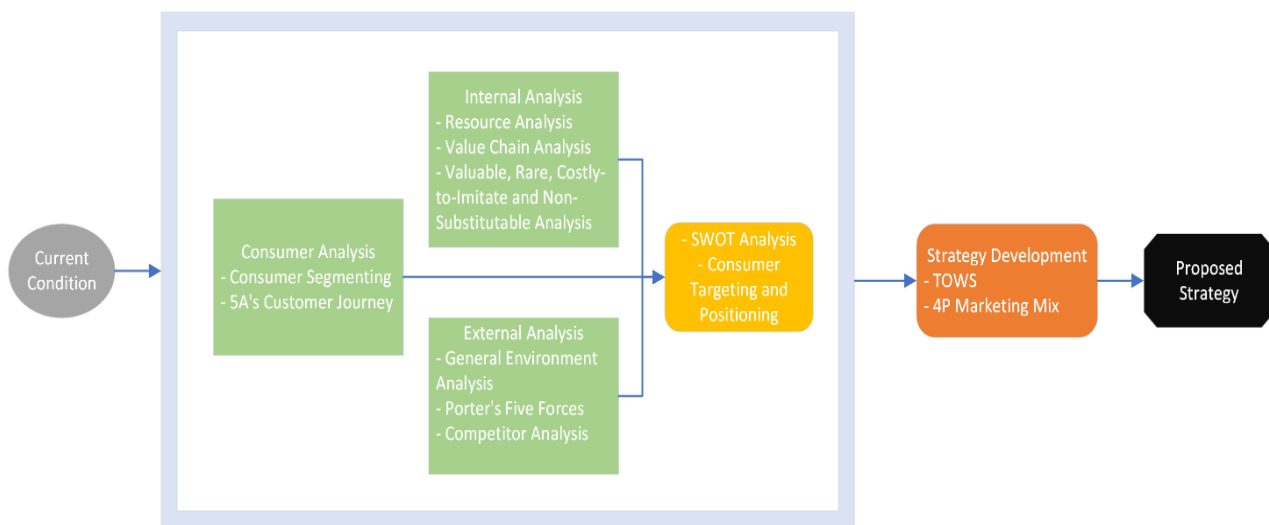 Current
Condition
Consumer Analysis
- Consumer Segmenting
- 5A's Customer Journey
Internal Analysis
- Resource Analysis
- Value Chain Analysis
- Valuable, Rare, Costly-
to-Imitate and Non-
Substitutable Analysis
External Analysis
- General Environment
Analysis
- Porter's Five Forces
- Competitor Analysis
- SWOT Analysis
- Consumer
Targeting and
Positioning
Strategy Development
- TOWS
- 4P Marketing Mix
Proposed
Strategy